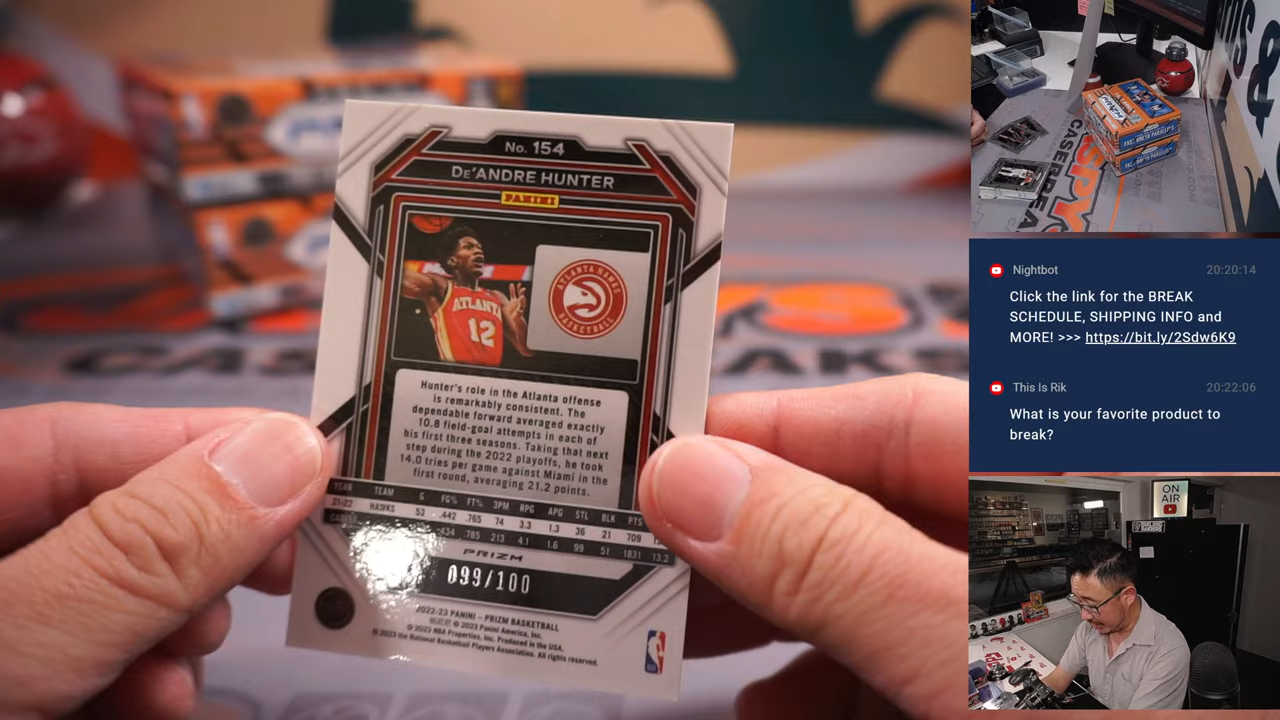 No. 154
DE'ANDRE HUNTER
PANINI
ATLANTA
12
ATLANTA HAWKS
BASKETBALL
Hunter's role in the Atlanta offense
is remarkably consistent. The
dependable forward averaged exactly
10.8 field-goal attempts in each of
his first three seasons. Taking that next
step during the 2022 playoffs, he took
14.0 tries per game against Miami in the
first round, averaging 21.2 points.
YEAR TEAM G FG% FT% 3PM RPG APG STL BLK PTS
21-22 HAWKS 53 .442 .765 74 3.3 1.3 36 21 709
.434 .785 213 4.1 1.6 99 51 1831 13.2
PRIZM
099/100
2022-23 PANINI – PRIZM BASKETBALL
© 2023 Panini America, Inc.
© 2023 NBA Properties, Inc. Produced in the USA.
© 2023 the National Basketball Players Association. All rights reserved.
Nightbot 20:20:14
Click the link for the BREAK
SCHEDULE, SHIPPING INFO and
MORE! >>> https://bit.ly/2Sdw6K9
This Is Rik 20:22:06
What is your favorite product to
break?
ON
AIR